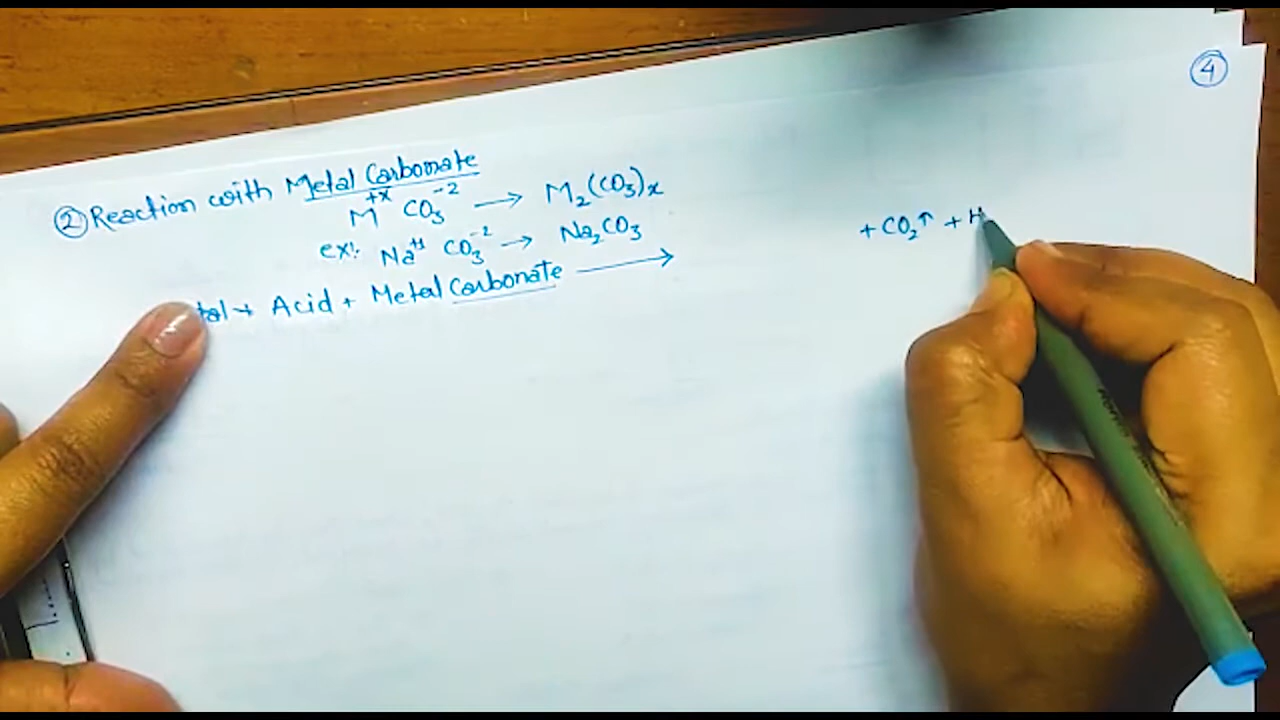 ④
② Reaction with Metal Carbonate
M⁺ˣ CO₃⁻² → M₂(CO₃)ₓ
ex:. Na⁺¹ CO₃⁻² → Na₂CO₃
tal + Acid + Metal Carbonate → + CO₂↑ + H